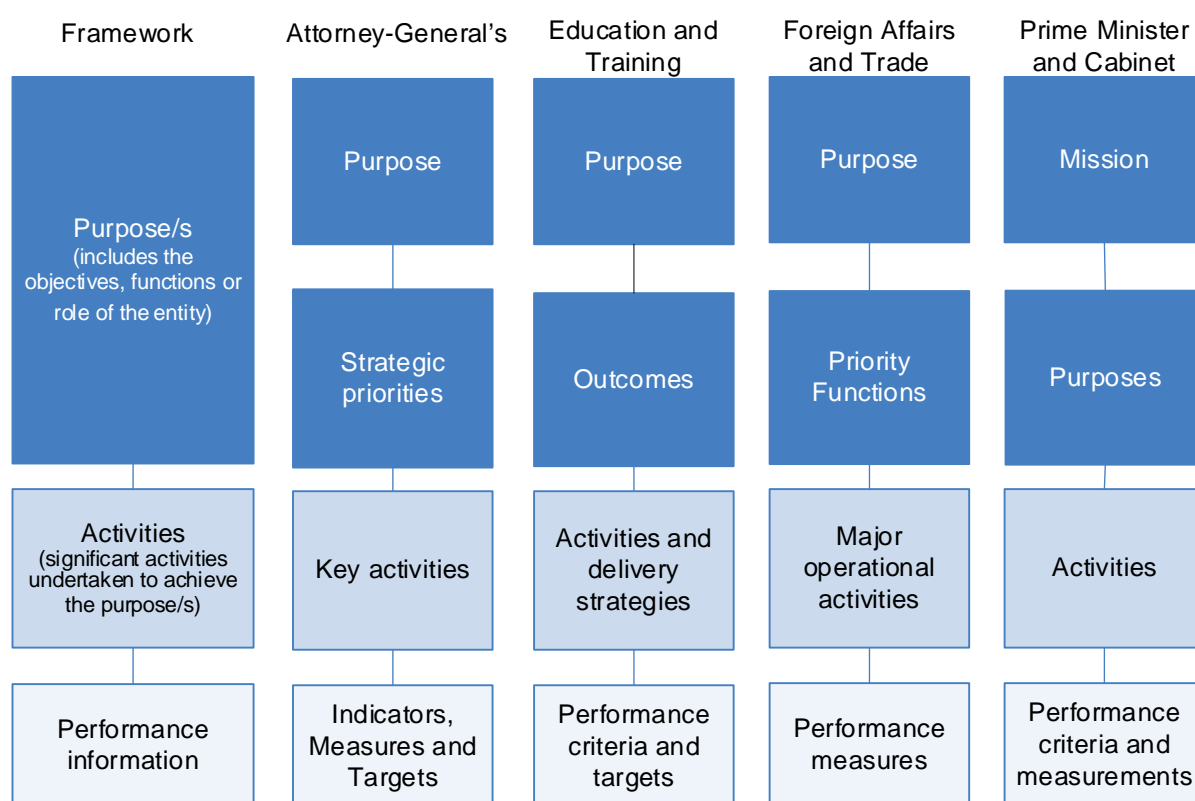 Framework
Attorney-General's
Education and
Training
Foreign Affairs
and Trade
Prime Minister
and Cabinet
Purpose/s
(includes the
objectives, functions or
role of the entity)
Purpose
Purpose
Purpose
Mission
Strategic
priorities
Outcomes
Priority
Functions
Purposes
Activities
(significant activities
undertaken to achieve
the purpose/s)
Key activities
Activities and
delivery
strategies
Major
operational
activities
Activities
Performance
information
Indicators,
Measures and
Targets
Performance
criteria and
targets
Performance
measures
Performance
criteria and
measurements